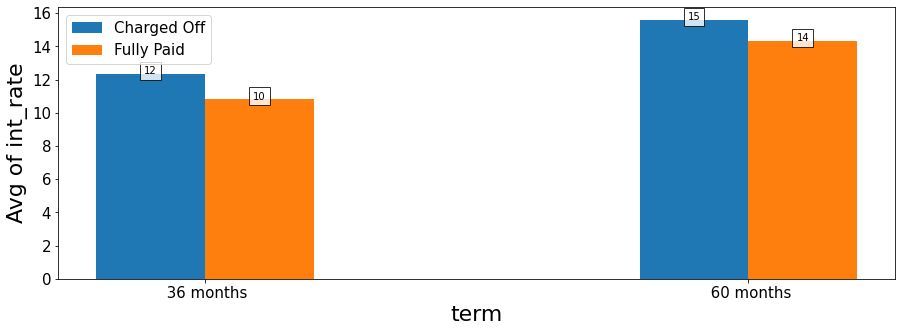 Charged Off
Fully Paid
Avg of int_rate
16
14
12
10
8
6
4
2
0
12
10
15
14
36 months
60 months
term